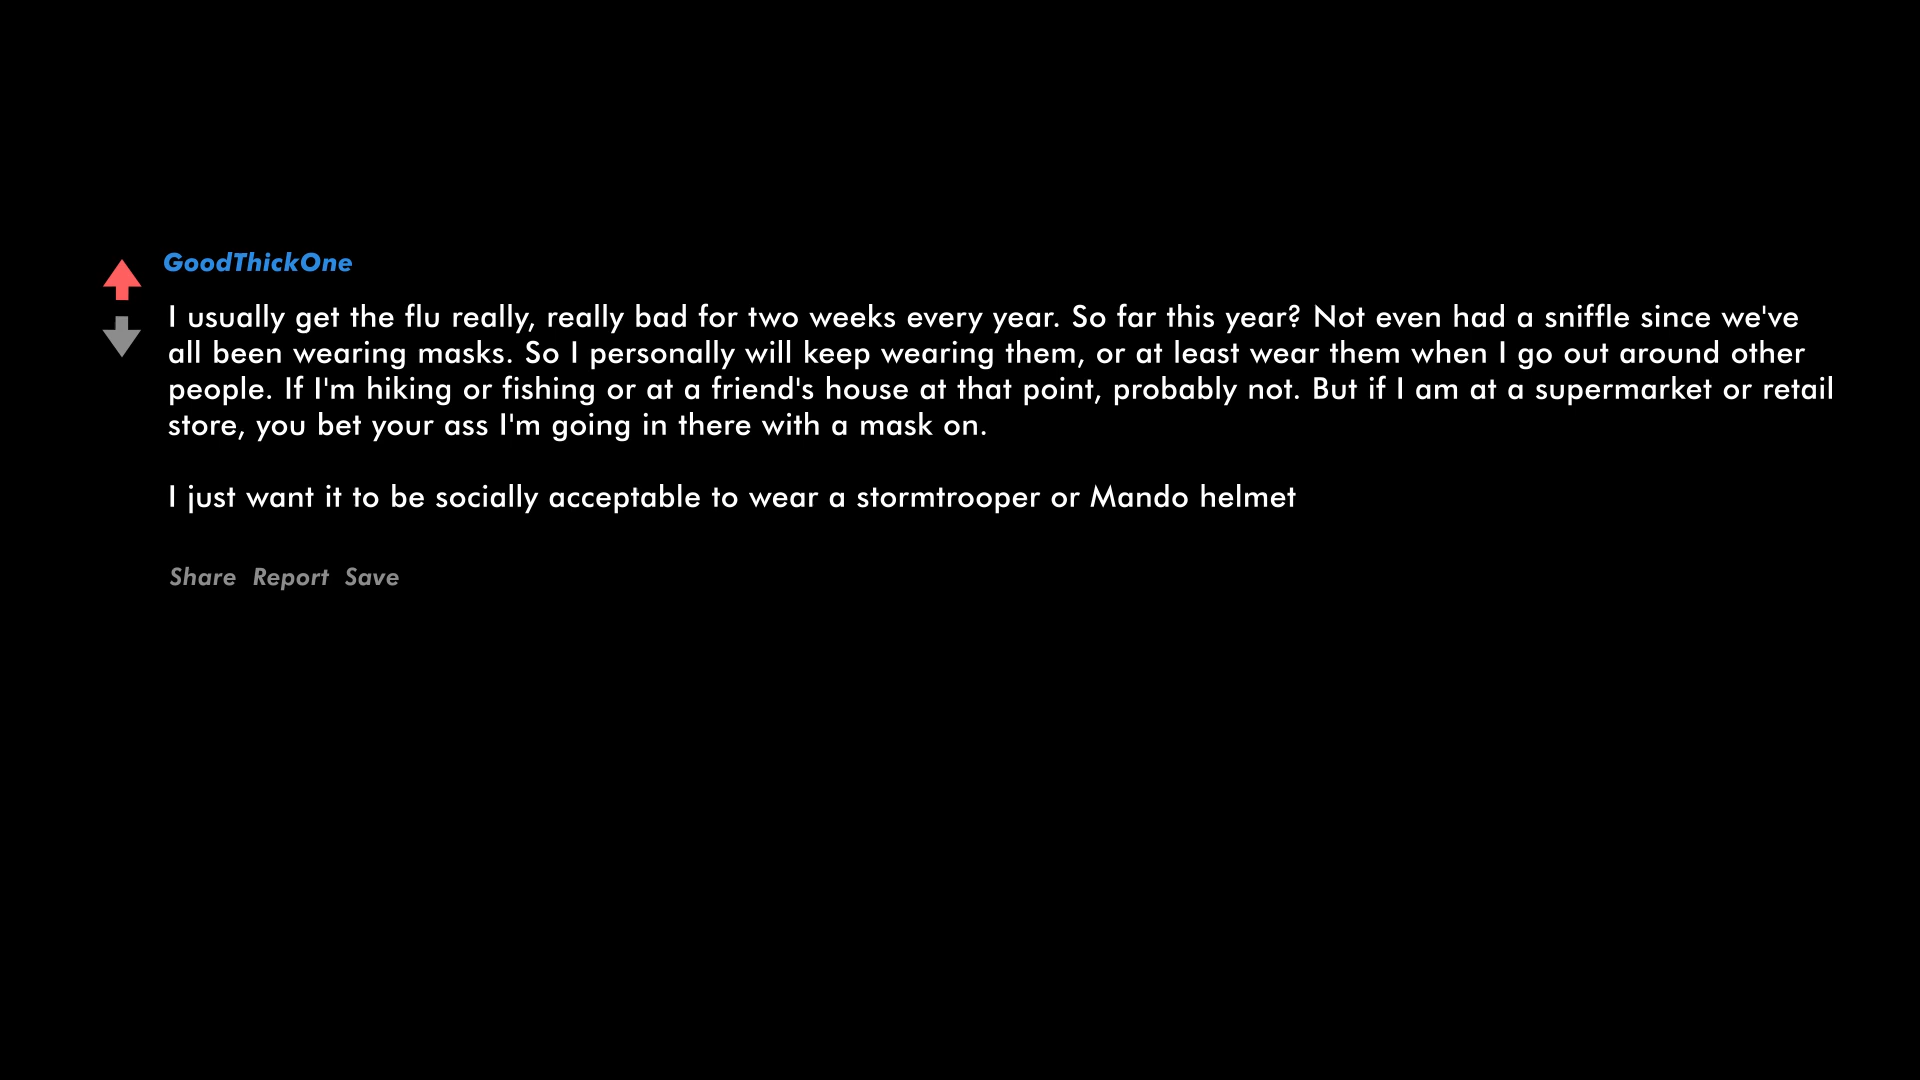 GoodThickOne
I usually get the flu really, really bad for two weeks every year. So far this year? Not even had a sniffle since we've
all been wearing masks. So I personally will keep wearing them, or at least wear them when I go out around other
people. If I'm hiking or fishing or at a friend's house at that point, probably not. But if I am at a supermarket or retail
store, you bet your ass I'm going in there with a mask on.
I just want it to be socially acceptable to wear a stormtrooper or Mando helmet
Share Report Save